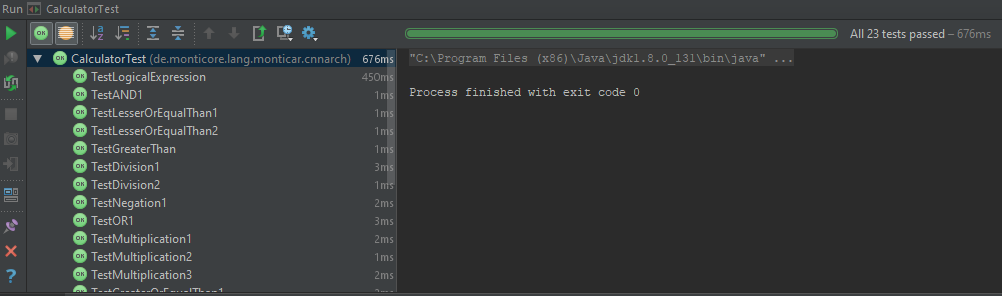 Run CalculatorTest
All 23 tests passed – 676ms
CalculatorTest (de.monticore.lang.monticar.cnnarch) 676ms
TestLogicalExpression 450ms
TestAND1 1ms
TestLesserOrEqualThan1 1ms
TestLesserOrEqualThan2 1ms
TestGreaterThan 1ms
TestDivision1 3ms
TestDivision2 1ms
TestNegation1 2ms
TestOR1 3ms
TestMultiplication1 2ms
TestMultiplication2 1ms
TestMultiplication3 2ms
TestGreaterOrEqualThan1 2ms
"C:\Program Files (x86)\Java\jdk1.8.0_131\bin\java" ...
Process finished with exit code 0